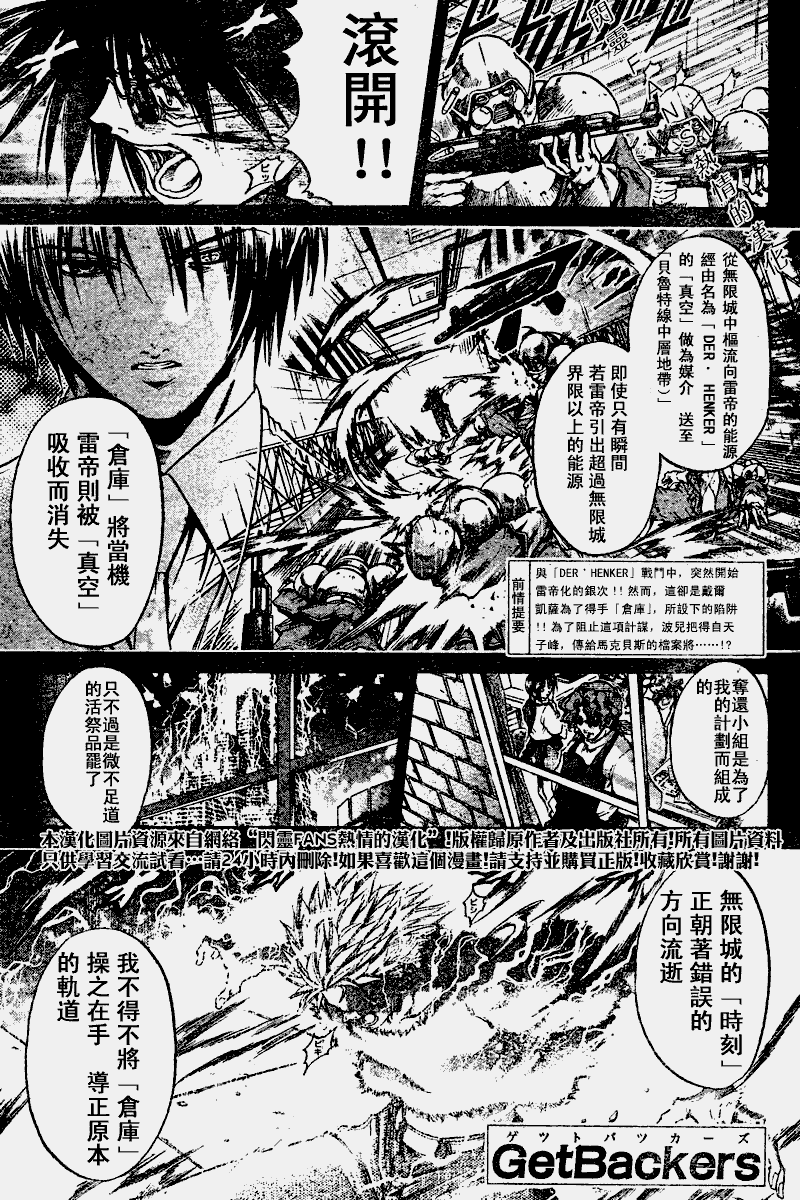 閃靈
Fans
熱情的漢化
滾開!!
從無限城中樞流向雷帝的能源
經由名為「DER・HENKER」
的「真空」做為媒介 送至
「貝魯特線中層地帶）」
即使只有瞬間
若雷帝引出超過無限城
界限以上的能源
「倉庫」將當機
雷帝則被「真空」
吸收而消失
前情提要
與「DER・HENKER」戰鬥中，突然開始
雷帝化的銀次!!然而，這卻是戴爾
凱薩為了得手「倉庫」，所設下的陷阱
!!為了阻止這項計謀，波兒把得自天
子峰，傳給馬克貝斯的檔案將……!?
奪還小組是為了
我的計劃而組成
的
只不過是微不足道
的活祭品罷了
本漢化圖片資源來自網絡“閃靈FANS熱情的漢化”!版權歸原作者及出版社所有!所有圖片資料
只供學習交流試看…請24小時內刪除!如果喜歡這個漫畫!請支持並購買正版!收藏欣賞!謝謝!
無限城的「時刻」
正朝著錯誤的
方向流逝
我不得不將「倉庫」
操之在手 導正原本
的軌道
ゲットバッカーズ
GetBackers